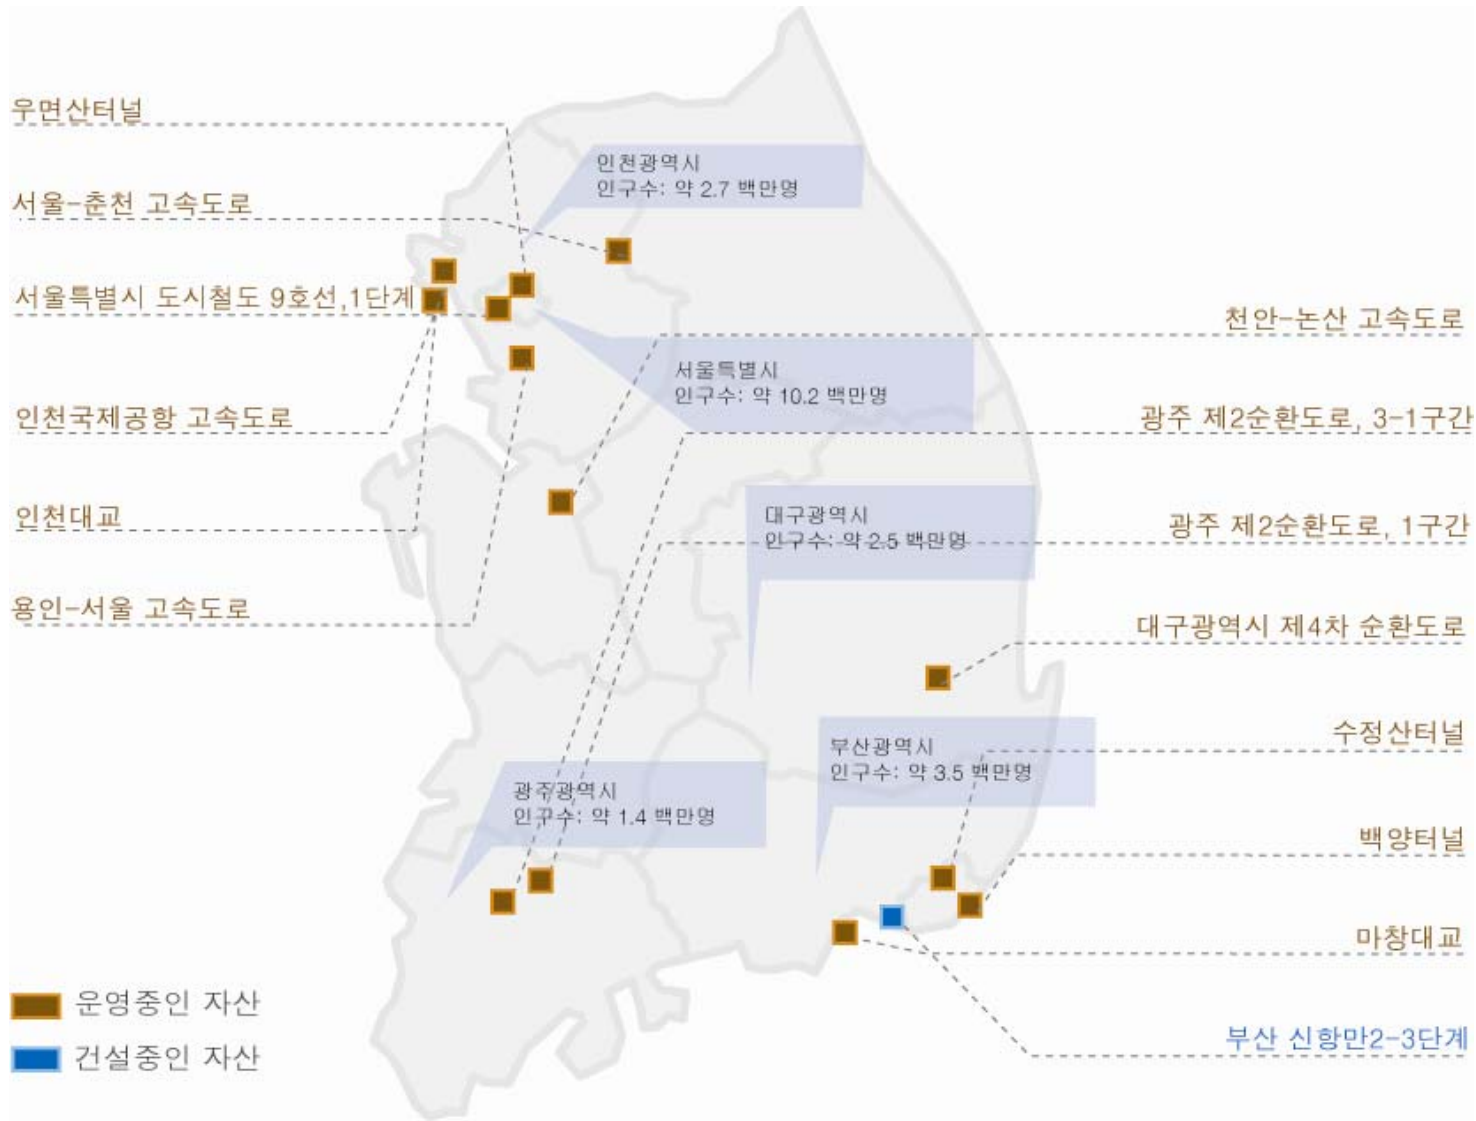 우면산터널
인천광역시
인구수: 약 2.7 백만명
서울-춘천 고속도로
서울특별시 도시철도 9호선,1단계
천안-논산 고속도로
서울특별시
인구수: 약 10.2 백만명
인천국제공항 고속도로
광주 제2순환도로, 3-1구간
인천대교
대구광역시
인구수: 약 2.5 백만명
광주 제2순환도로, 1구간
용인-서울 고속도로
대구광역시 제4차 순환도로
부산광역시
인구수: 약 3.5 백만명
수정산터널
광주광역시
인구수: 약 1.4 백만명
백양터널
마창대교
운영중인 자산
부산 신항만2-3단계
건설중인 자산